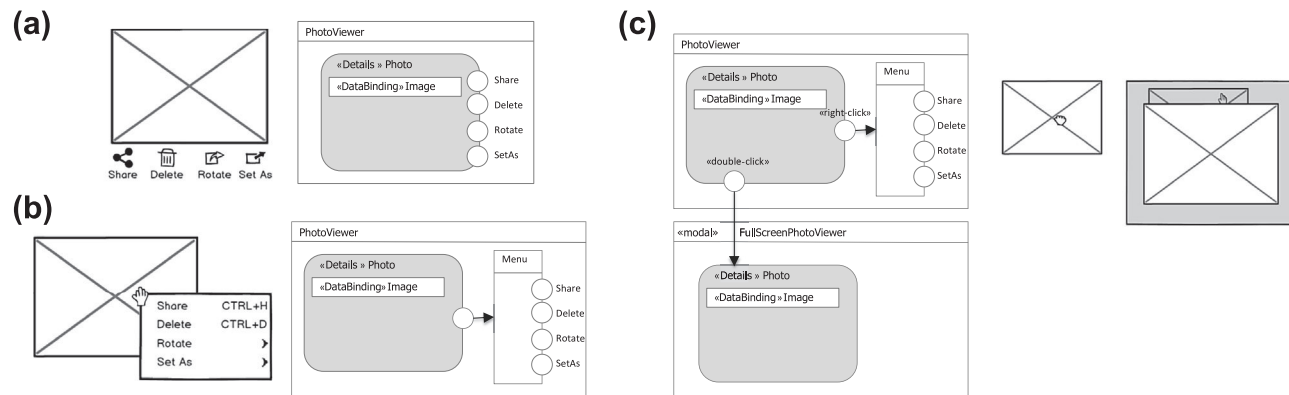 (a)
PhotoViewer
«Details » Photo
«DataBinding» Image
Share
Delete
Rotate
SetAs
Share Delete Rotate Set As
(b)
Share CTRL+H
Delete CTRL+D
Rotate
Set As
PhotoViewer
«Details » Photo
«DataBinding» Image
Menu
Share
Delete
Rotate
SetAs
(c)
PhotoViewer
«Details » Photo
«DataBinding» Image
«right-click»
«double-click»
Menu
Share
Delete
Rotate
SetAs
«modal» FullScreenPhotoViewer
«Details » Photo
«DataBinding» Image